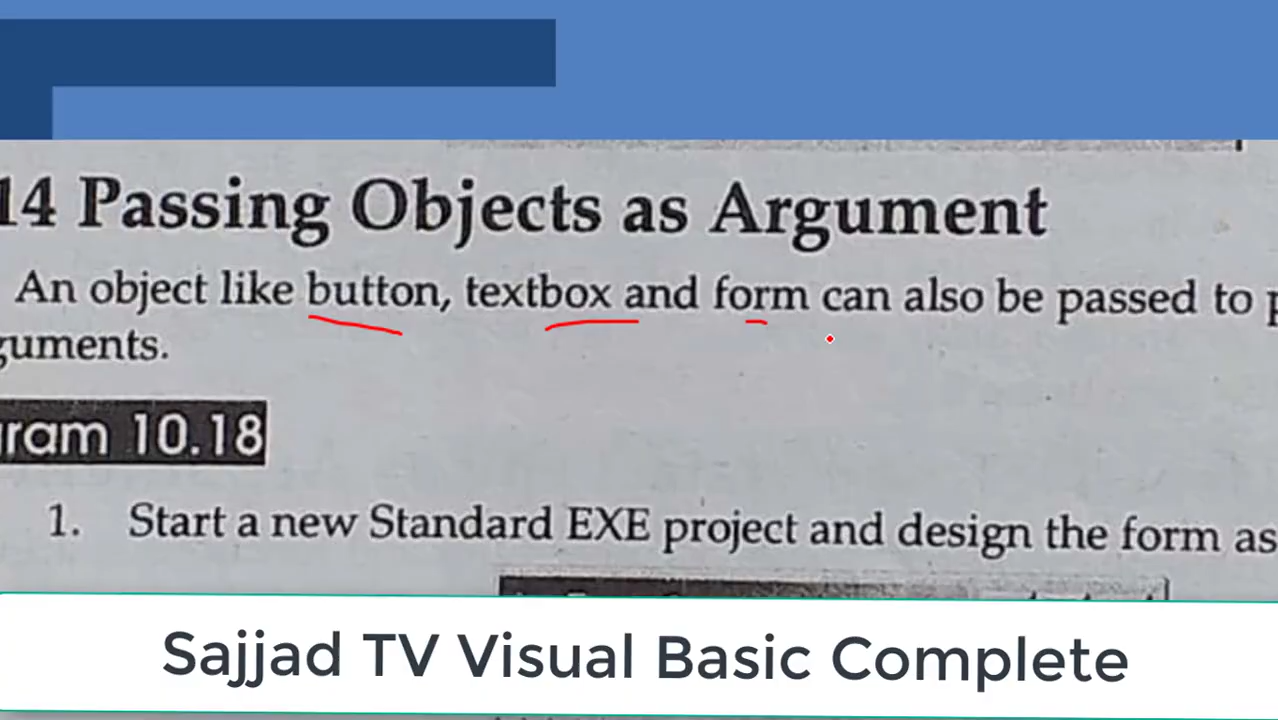 14 Passing Objects as Argument
An object like button, textbox and form can also be passed to
guments.
ram 10.18
1. Start a new Standard EXE project and design the form as
Sajjad TV Visual Basic Complete